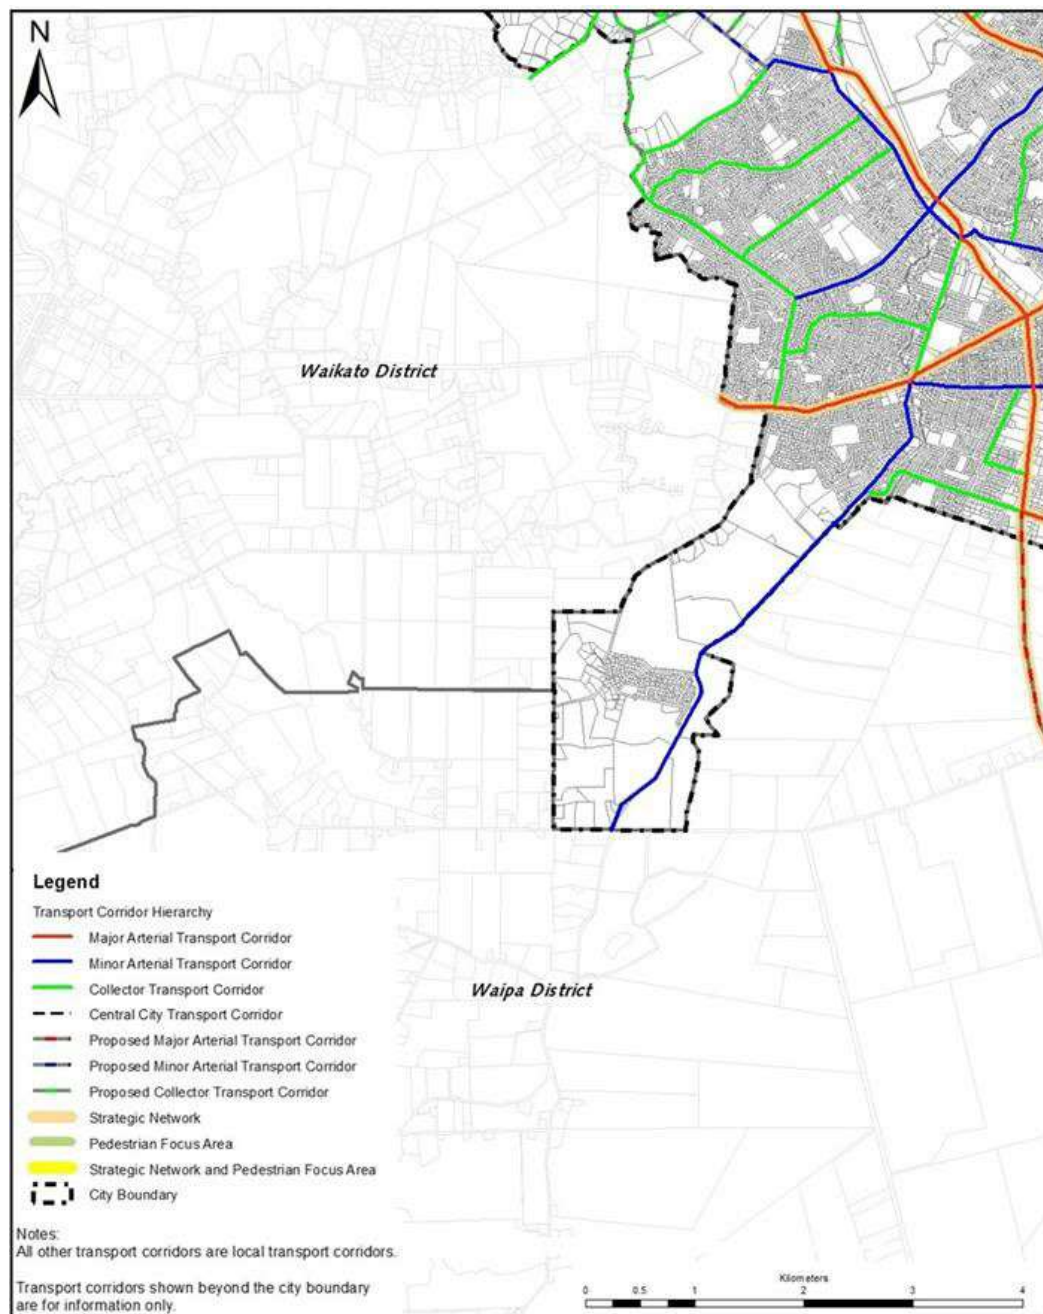 N
Waikato District
Legend
Transport Corridor Hierarchy
Major Arterial Transport Corridor
Minor Arterial Transport Corridor
Collector Transport Corridor
Central City Transport Corridor
Proposed Major Arterial Transport Corridor
Proposed Minor Arterial Transport Corridor
Proposed Collector Transport Corridor
Strategic Network
Pedestrian Focus Area
Strategic Network and Pedestrian Focus Area
City Boundary
Waipa District
Notes:
All other transport corridors are local transport corridors.
Transport corridors shown beyond the city boundary
are for information only.
Kilometers
0 0.5 1 2 3 4